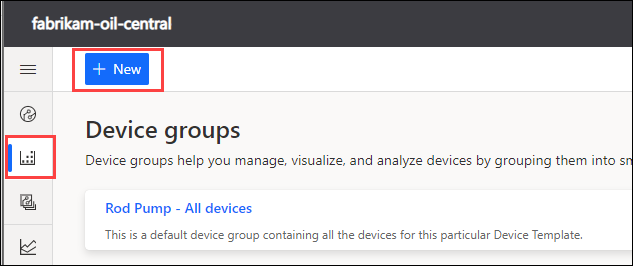 fabrikam-oil-central
+ New
Device groups
Device groups help you manage, visualize, and analyze devices by grouping them into
Rod Pump - All devices
This is a default device group containing all the devices for this particular Device Template.